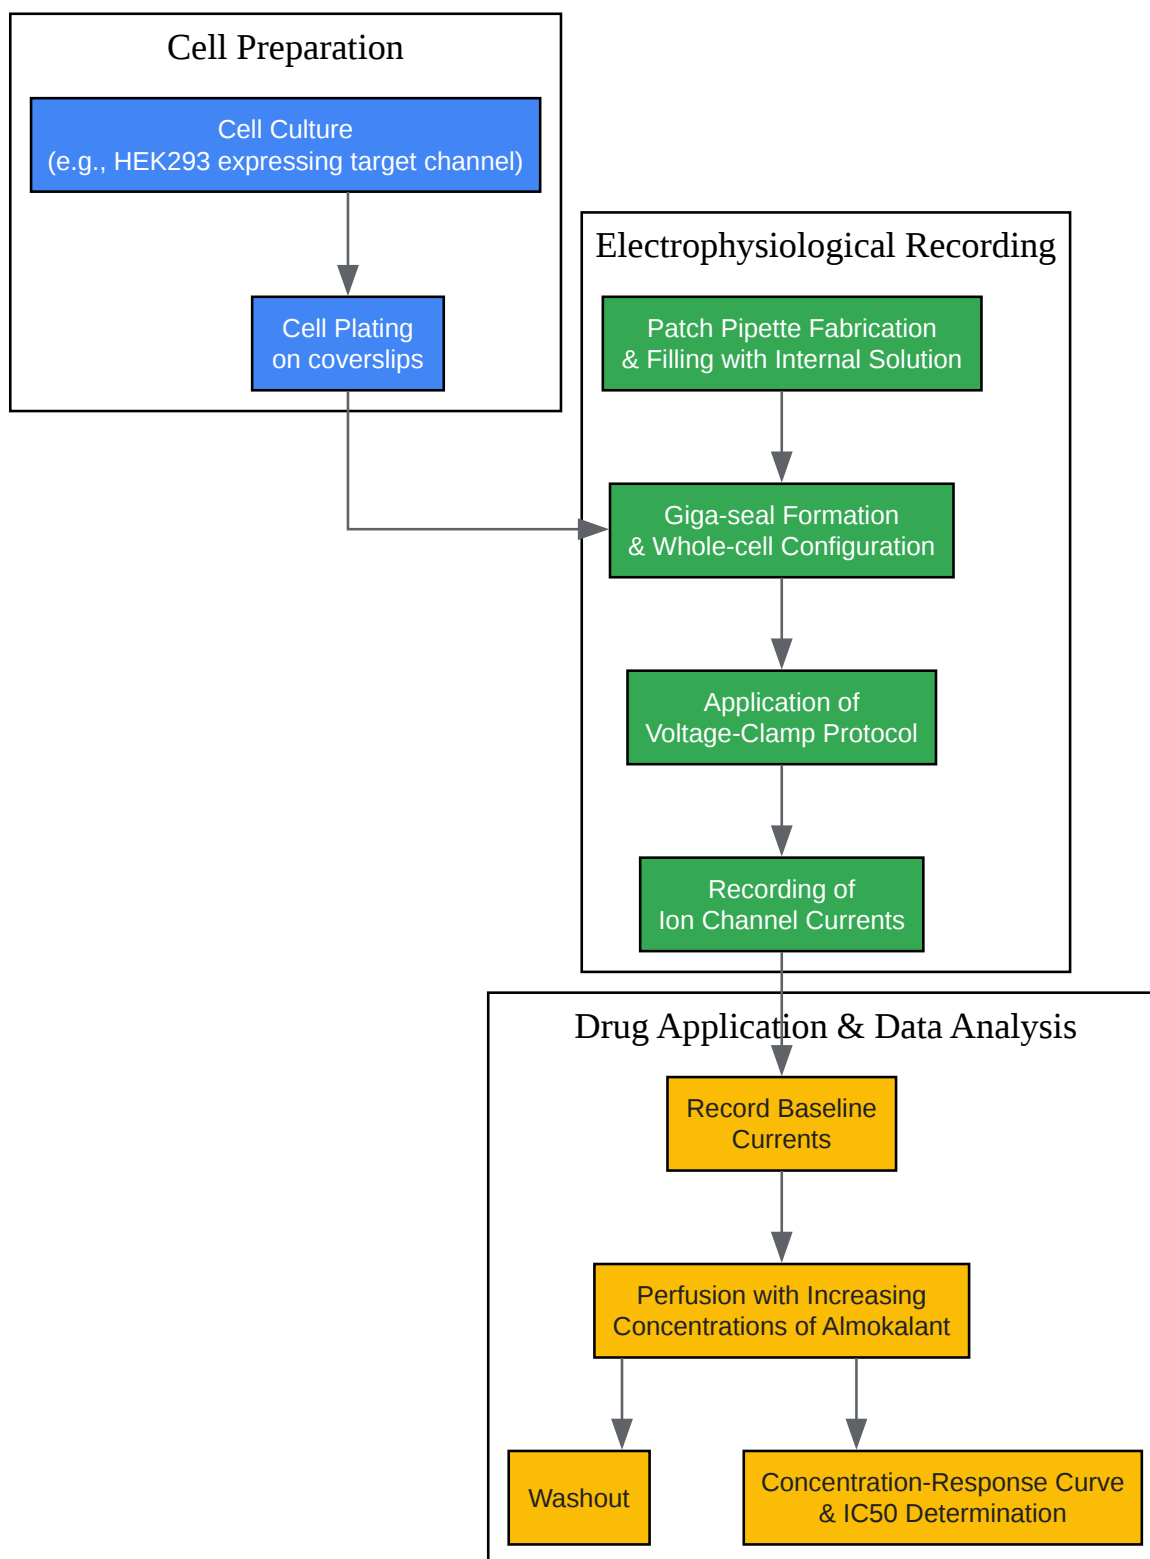 Cell Preparation
Cell Culture
(e.g., HEK293 expressing target channel)
Cell Plating
on coverslips
Electrophysiological Recording
Patch Pipette Fabrication
& Filling with Internal Solution
Giga-seal Formation
& Whole-cell Configuration
Application of
Voltage-Clamp Protocol
Recording of
Ion Channel Currents
Drug Application & Data Analysis
Record Baseline
Currents
Perfusion with Increasing
Concentrations of Almokalant
Washout
Concentration-Response Curve
& IC50 Determination